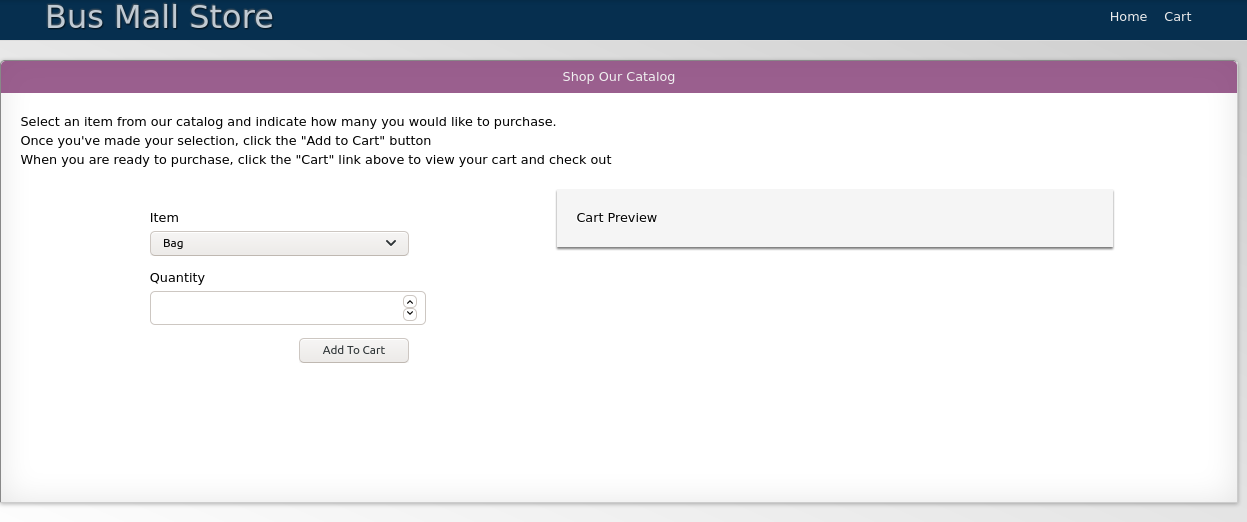 Bus Mall Store
Home
Cart
Shop Our Catalog
Select an item from our catalog and indicate how many you would like to purchase.
Once you've made your selection, click the "Add to Cart" button
When you are ready to purchase, click the "Cart" link above to view your cart and check out
Item
Bag
Quantity
Add To Cart
Cart Preview